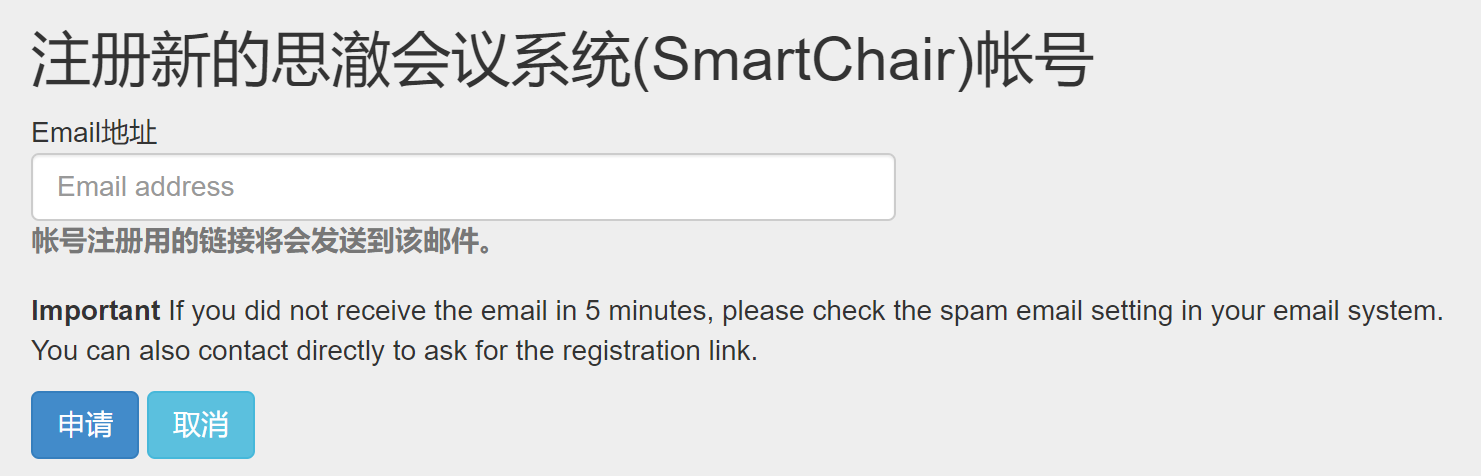 注册新的思澈会议系统(SmartChair)帐号
Email地址
Email address
帐号注册用的链接将会发送到该邮件。
Important If you did not receive the email in 5 minutes, please check the spam email setting in your email system.
You can also contact directly to ask for the registration link.
申请 取消